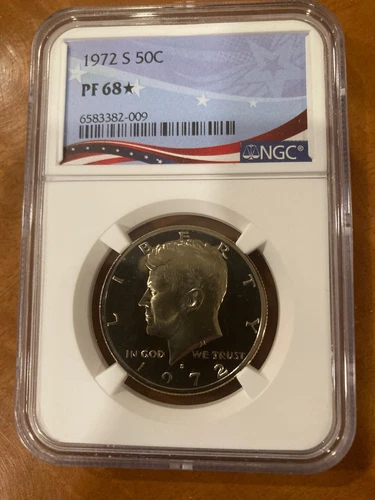 1972 S 50C
PF 68★
6583382-009
NGC®
LIBERTY
IN GOD WE TRUST
S
1972